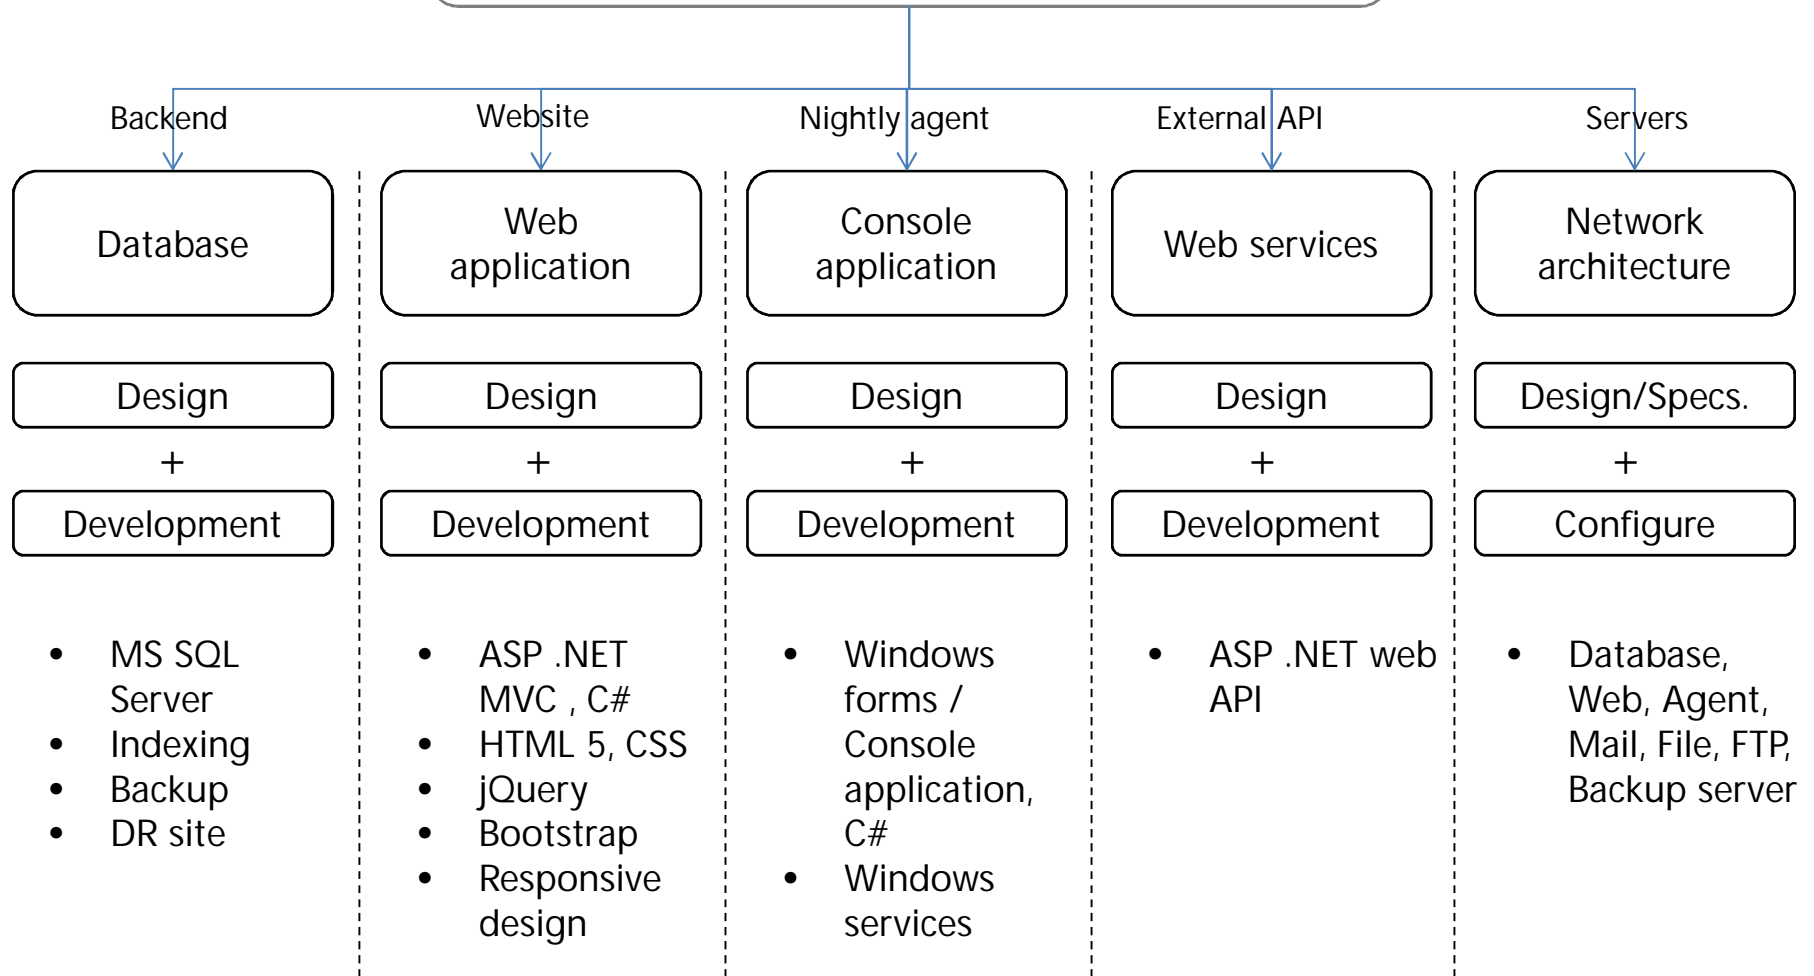 Backend
Website
Nightly agent
External API
Servers
Database
Web
application
Console
application
Web services
Network
architecture
Design
Design
Design
Design
Design/Specs.
+
+
+
+
+
Development
Development
Development
Development
Configure
• MS SQL
Server
• Indexing
• Backup
• DR site
• ASP .NET
MVC , C#
• HTML 5, CSS
• jQuery
• Bootstrap
• Responsive
design
• Windows
forms /
Console
application,
C#
• Windows
services
• ASP .NET web
API
• Database,
Web, Agent,
Mail, File, FTP,
Backup server